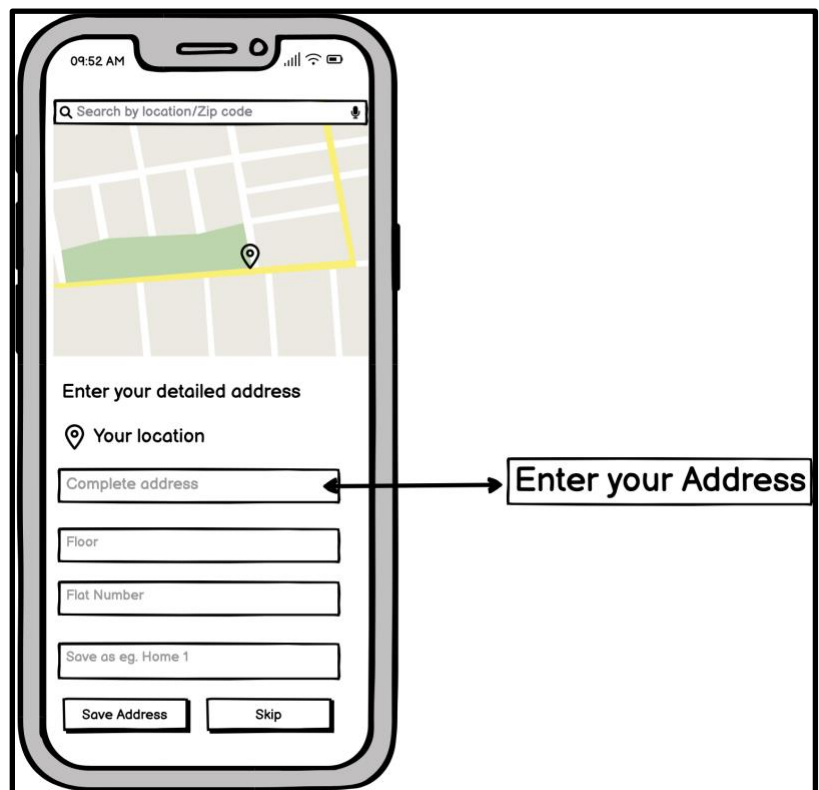 09:52 AM
Search by location/Zip code
Enter your detailed address
Your location
Complete address
Enter your Address
Floor
Flat Number
Save as eg. Home 1
Save Address
Skip